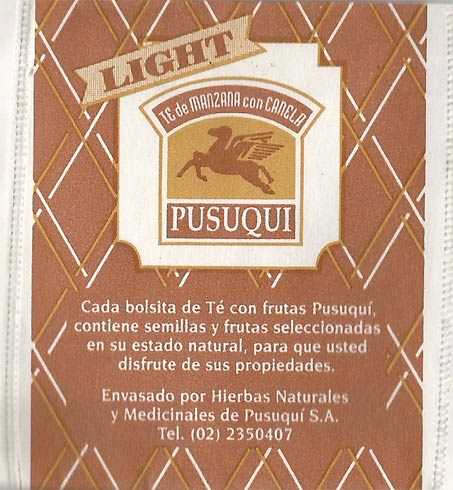 LIGHT
TÉ de MANZANA con CANELA
PUSUQUI
Cada bolsita de Té con frutas Pusuquí,
contiene semillas y frutas seleccionadas
en su estado natural, para que usted
disfrute de sus propiedades.
Envasado por Hierbas Naturales
y Medicinales de Pusuquí S.A.
Tel. (02) 2350407